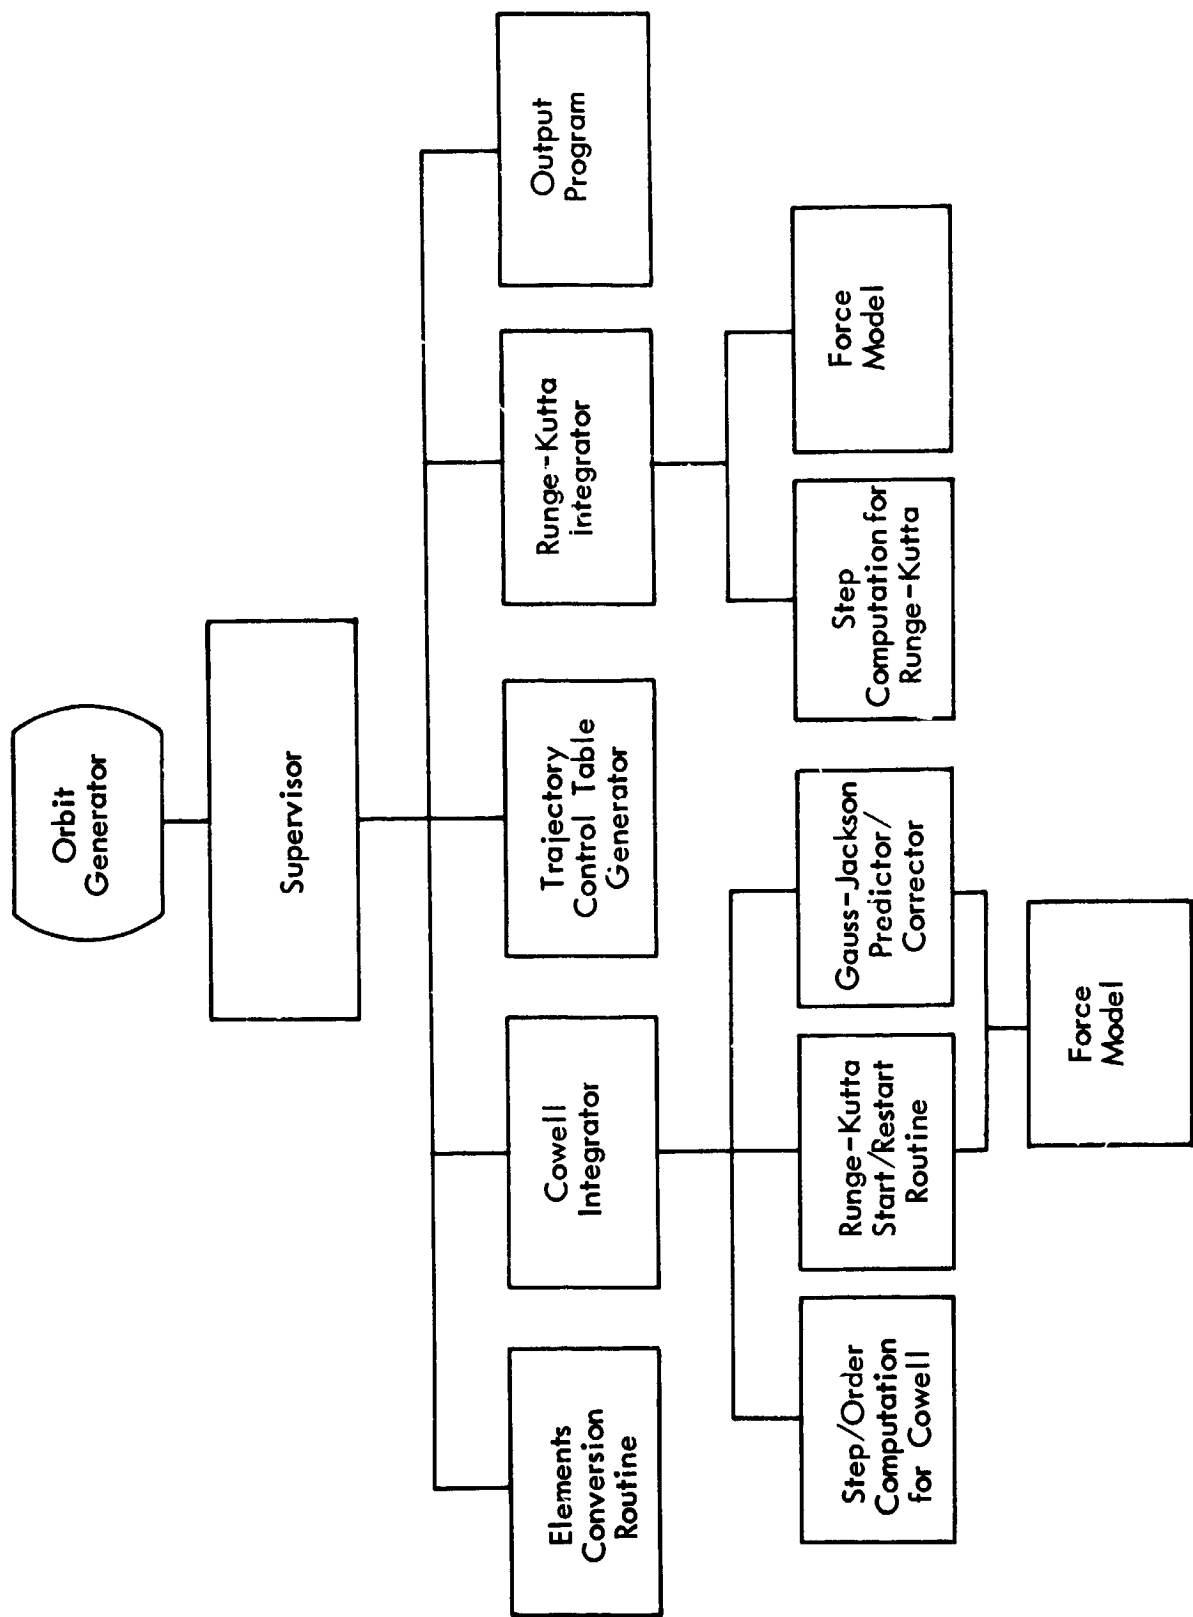 Orbit
Generator
Supervisor
Elements
Conversion
Routine
Cowell
Integrator
Trajectory
Control Table
Generator
Runge-Kutta
integrator
Output
Program
Step/Order
Computation
for Cowell
Runge-Kutta
Start/Restart
Routine
Gauss-Jackson
Predictor/
Corrector
Step
Computation for
Runge-Kutta
Force
Model
Force
Model